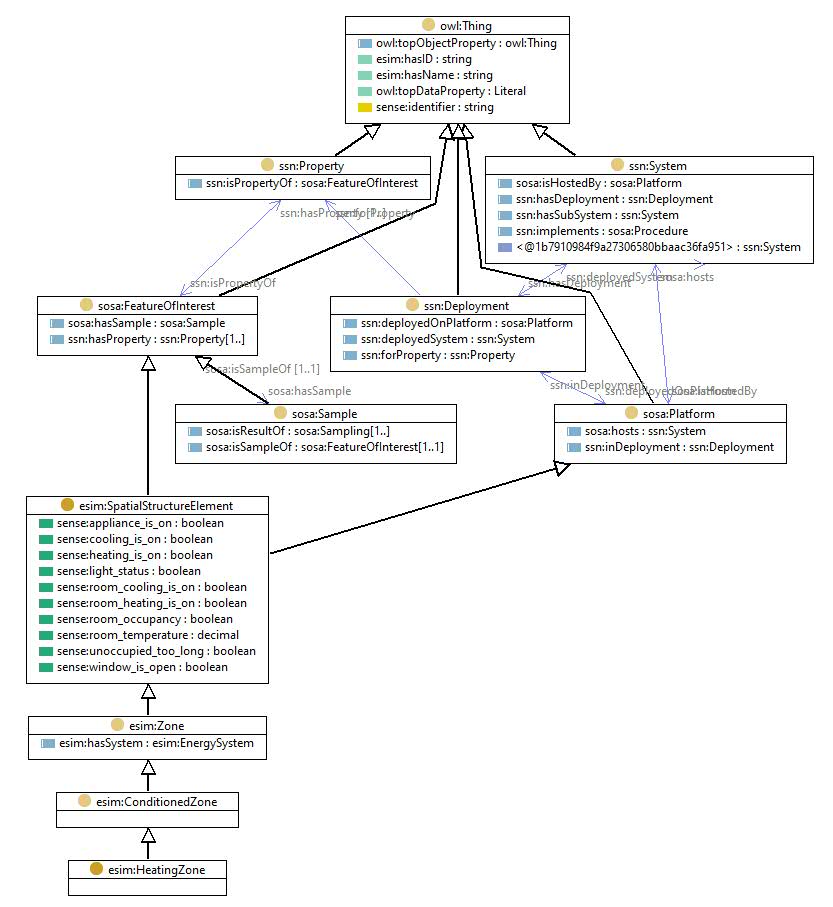 owl:Thing
owl:topObjectProperty : owl:Thing
esim:hasID : string
esim:hasName : string
owl:topDataProperty : Literal
sense:identifier : string
ssn:Property
ssn:isPropertyOf : sosa:FeatureOfInterest
ssn:System
sosa:isHostedBy : sosa:Platform
ssn:hasDeployment : ssn:Deployment
ssn:hasSubSystem : ssn:System
ssn:implements : sosa:Procedure
<@1b7910984f9a27306580bbaac36fa951> : ssn:System
ssn:hasProperty [1..]
ssn:forProperty
ssn:isPropertyOf
ssn:hasDeployment
ssn:deployedSystem
sosa:hosts
sosa:FeatureOfInterest
sosa:hasSample : sosa:Sample
ssn:hasProperty : ssn:Property[1..]
ssn:Deployment
ssn:deployedOnPlatform : sosa:Platform
ssn:deployedSystem : ssn:System
ssn:forProperty : ssn:Property
sosa:isSampleOf [1..1]
sosa:hasSample
ssn:inDeployment
ssn:deployedOnPlatform
sosa:isHostedBy
sosa:Sample
sosa:isResultOf : sosa:Sampling[1..]
sosa:isSampleOf : sosa:FeatureOfInterest[1..1]
sosa:Platform
sosa:hosts : ssn:System
ssn:inDeployment : ssn:Deployment
esim:SpatialStructureElement
sense:appliance_is_on : boolean
sense:cooling_is_on : boolean
sense:heating_is_on : boolean
sense:light_status : boolean
sense:room_cooling_is_on : boolean
sense:room_heating_is_on : boolean
sense:room_occupancy : boolean
sense:room_temperature : decimal
sense:unoccupied_too_long : boolean
sense:window_is_open : boolean
esim:Zone
esim:hasSystem : esim:EnergySystem
esim:ConditionedZone
esim:HeatingZone